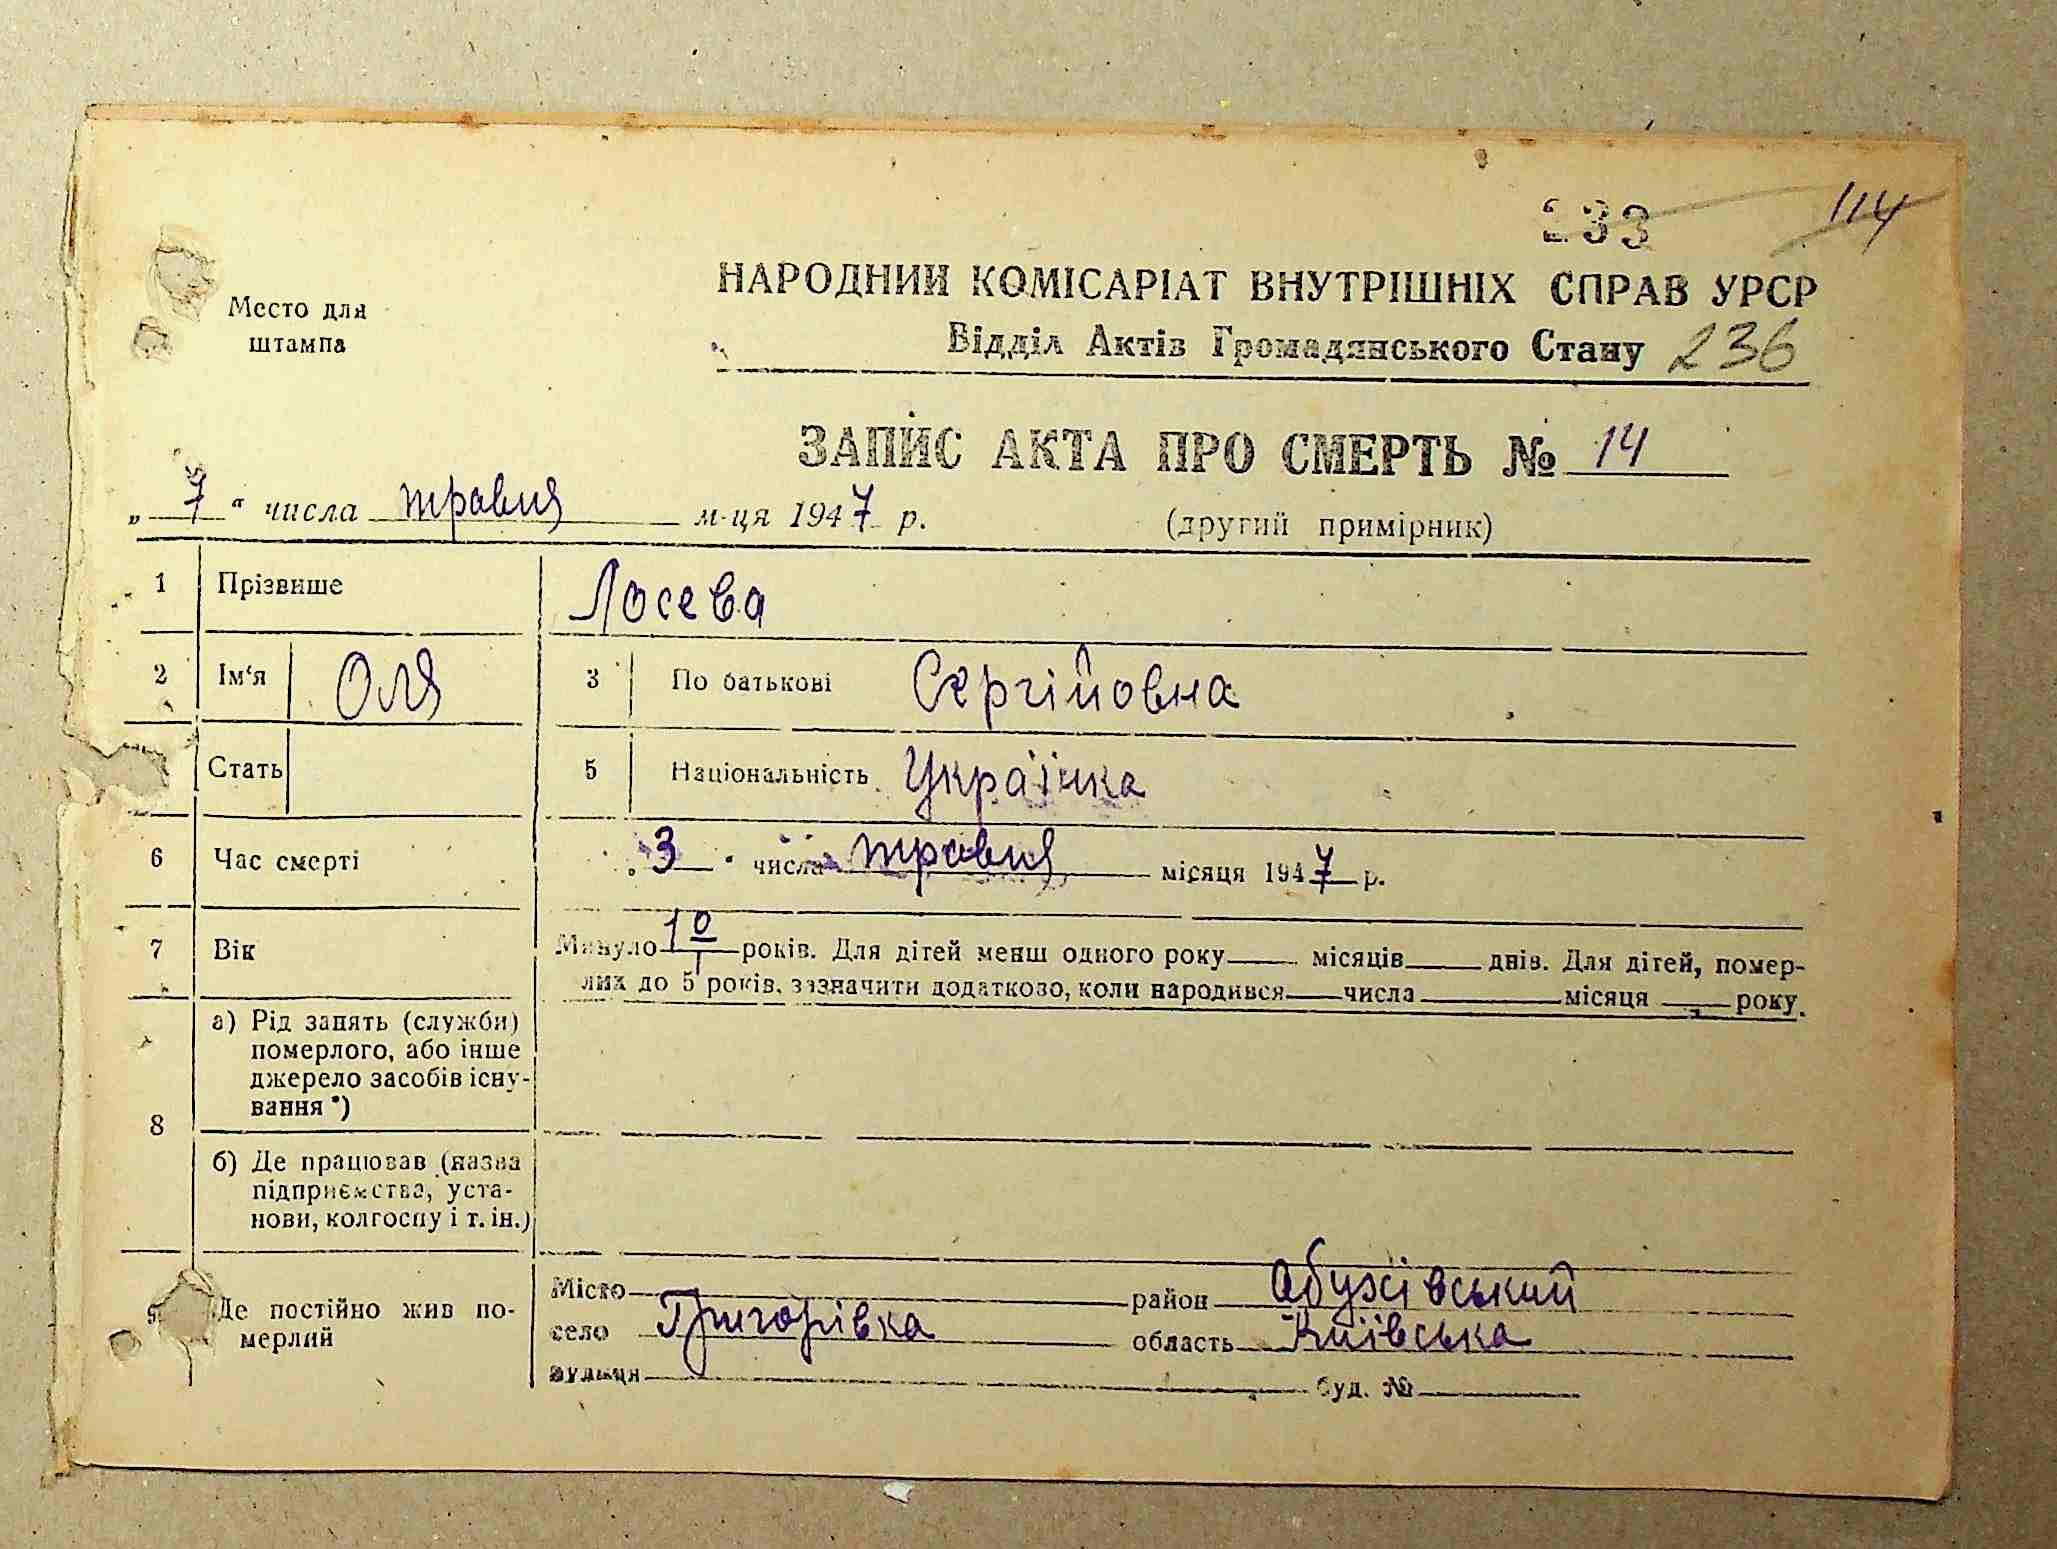 233 114
Место для
штампа
НАРОДНИЙ КОМІСАРІАТ ВНУТРІШНІХ СПРАВ УРСР
Відділ Актів Громадянського Стану 236
ЗАПИС АКТА ПРО СМЕРТЬ № 14
„ 7 “ числа травня м-ця 1947 р.
(другий примірник)
1 Прізвише Лосева
2 Ім‘я Оля 3 По батькові Сергійовна
Стать 5 Національність Українка
6 Час смерті „ 3 “ числа травня місяця 1947 р.
7 Вік Минуло 10 років. Для дітей менш одного року місяців днів. Для дітей, помер-
лих до 5 років, зазначити додатково, коли народився числа місяця року.
8 а) Рід занять (служби)
померлого, або інше
джерело засобів існу-
вання *)
б) Де працював (назва
підприємства, уста-
нови, колгоспу і т. ін.)
9 Де постійно жив по-
мерлий
Місто район Обухівський
село Григорівка область Київська
вулиця буд. №